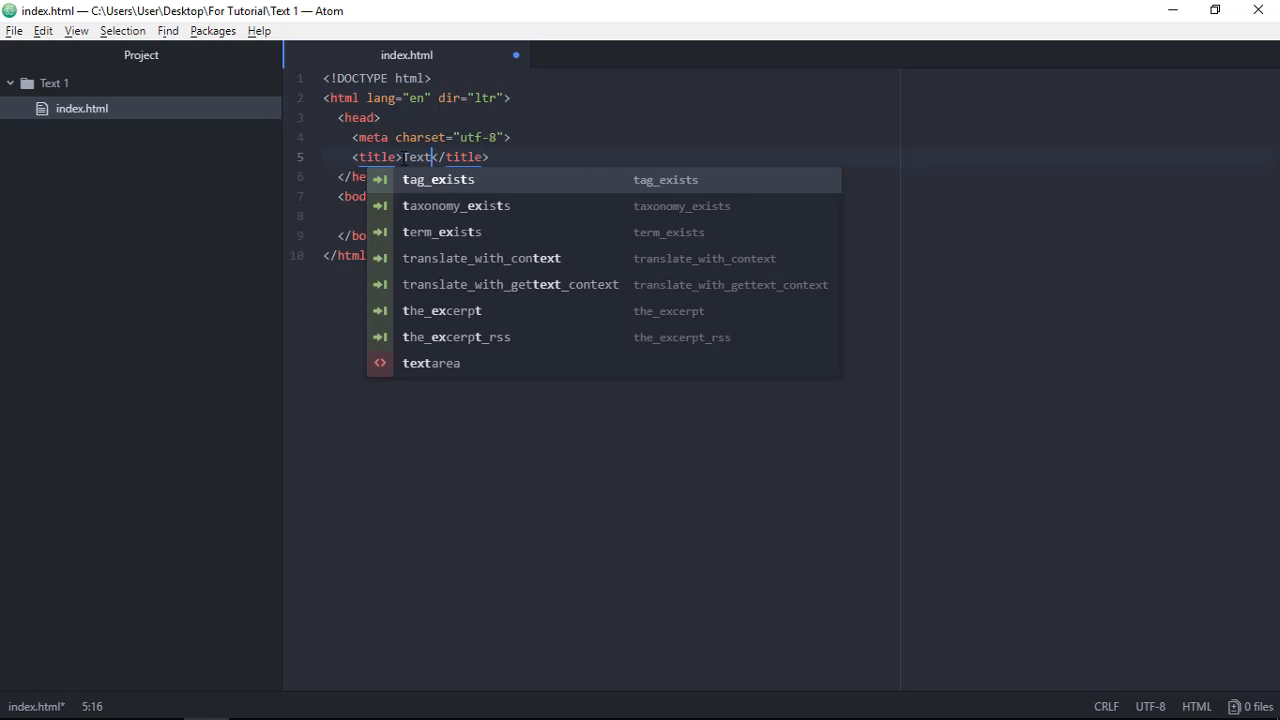 index.html — C:\Users\User\Desktop\For Tutorial\Text 1 — Atom
File Edit View Selection Find Packages Help
Project
index.html
Text 1
index.html
1 <!DOCTYPE html>
2 <html lang="en" dir="ltr">
3 <head>
4 <meta charset="utf-8">
5 <title>Text</title>
6 </he
7 <bod
8
9 </bo
10 </html
tag_exists tag_exists
taxonomy_exists taxonomy_exists
term_exists term_exists
translate_with_context translate_with_context
translate_with_gettext_context translate_with_gettext_context
the_excerpt the_excerpt
the_excerpt_rss the_excerpt_rss
<> textarea
index.html* 5:16 CRLF UTF-8 HTML 0 files